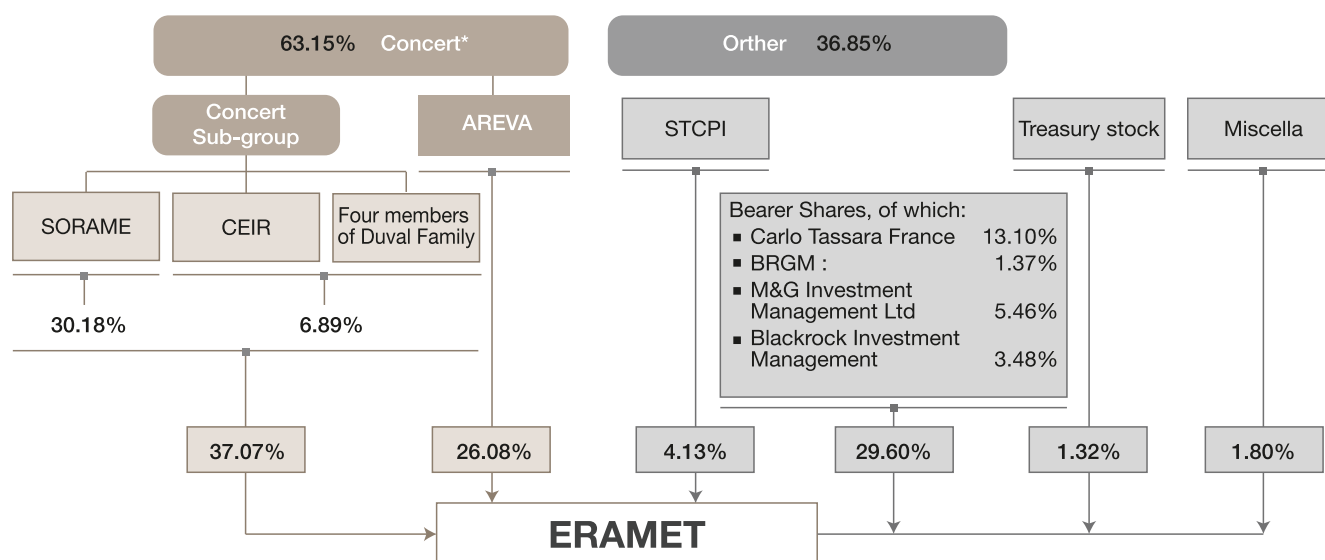 63.15% Concert*
Orther 36.85%
Concert
Sub-group
AREVA
STCPI
Treasury stock
Miscella
SORAME
CEIR
Four members
of Duval Family
Bearer Shares, of which:
▪ Carlo Tassara France 13.10%
▪ BRGM : 1.37%
▪ M&G Investment
Management Ltd 5.46%
▪ Blackrock Investment
Management 3.48%
30.18%
6.89%
37.07%
26.08%
4.13%
29.60%
1.32%
1.80%
ERAMET